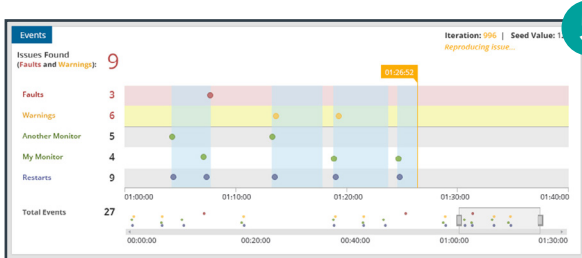 Events
Iteration: 996 | Seed Value:
Reproducing Issue...
Issues Found
(Faults and Warnings): 9
01:26:52
Faults 3
Warnings 6
Another Monitor 5
My Monitor 4
Restarts 9
01:00:00 01:10:00 01:20:00 01:30:00 01:40:00
Total Events 27
00:00:00 00:20:00 00:40:00 01:00:00 01:30:00